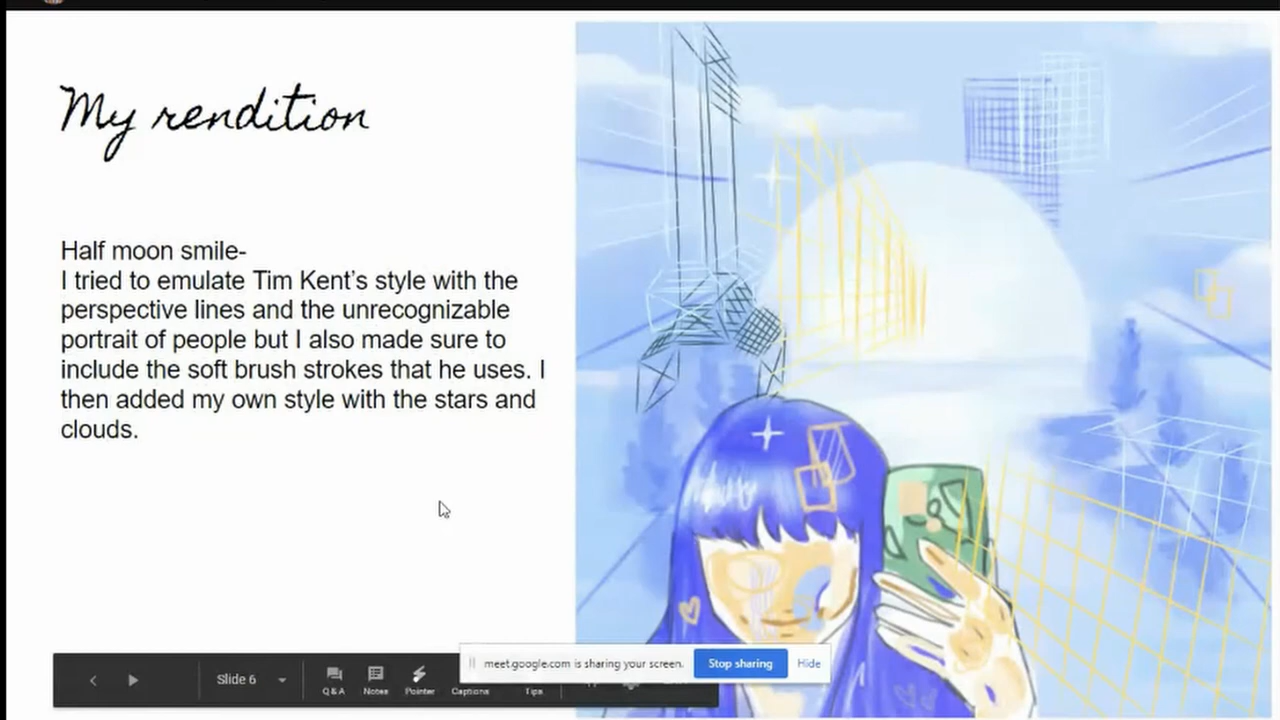 My rendition
Half moon smile-
I tried to emulate Tim Kent’s style with the
perspective lines and the unrecognizable
portrait of people but I also made sure to
include the soft brush strokes that he uses. I
then added my own style with the stars and
clouds.
meet.google.com is sharing your screen.
Stop sharing
Hide
Slide 6
Q&A
Notes
Pointer
Captions
Tips